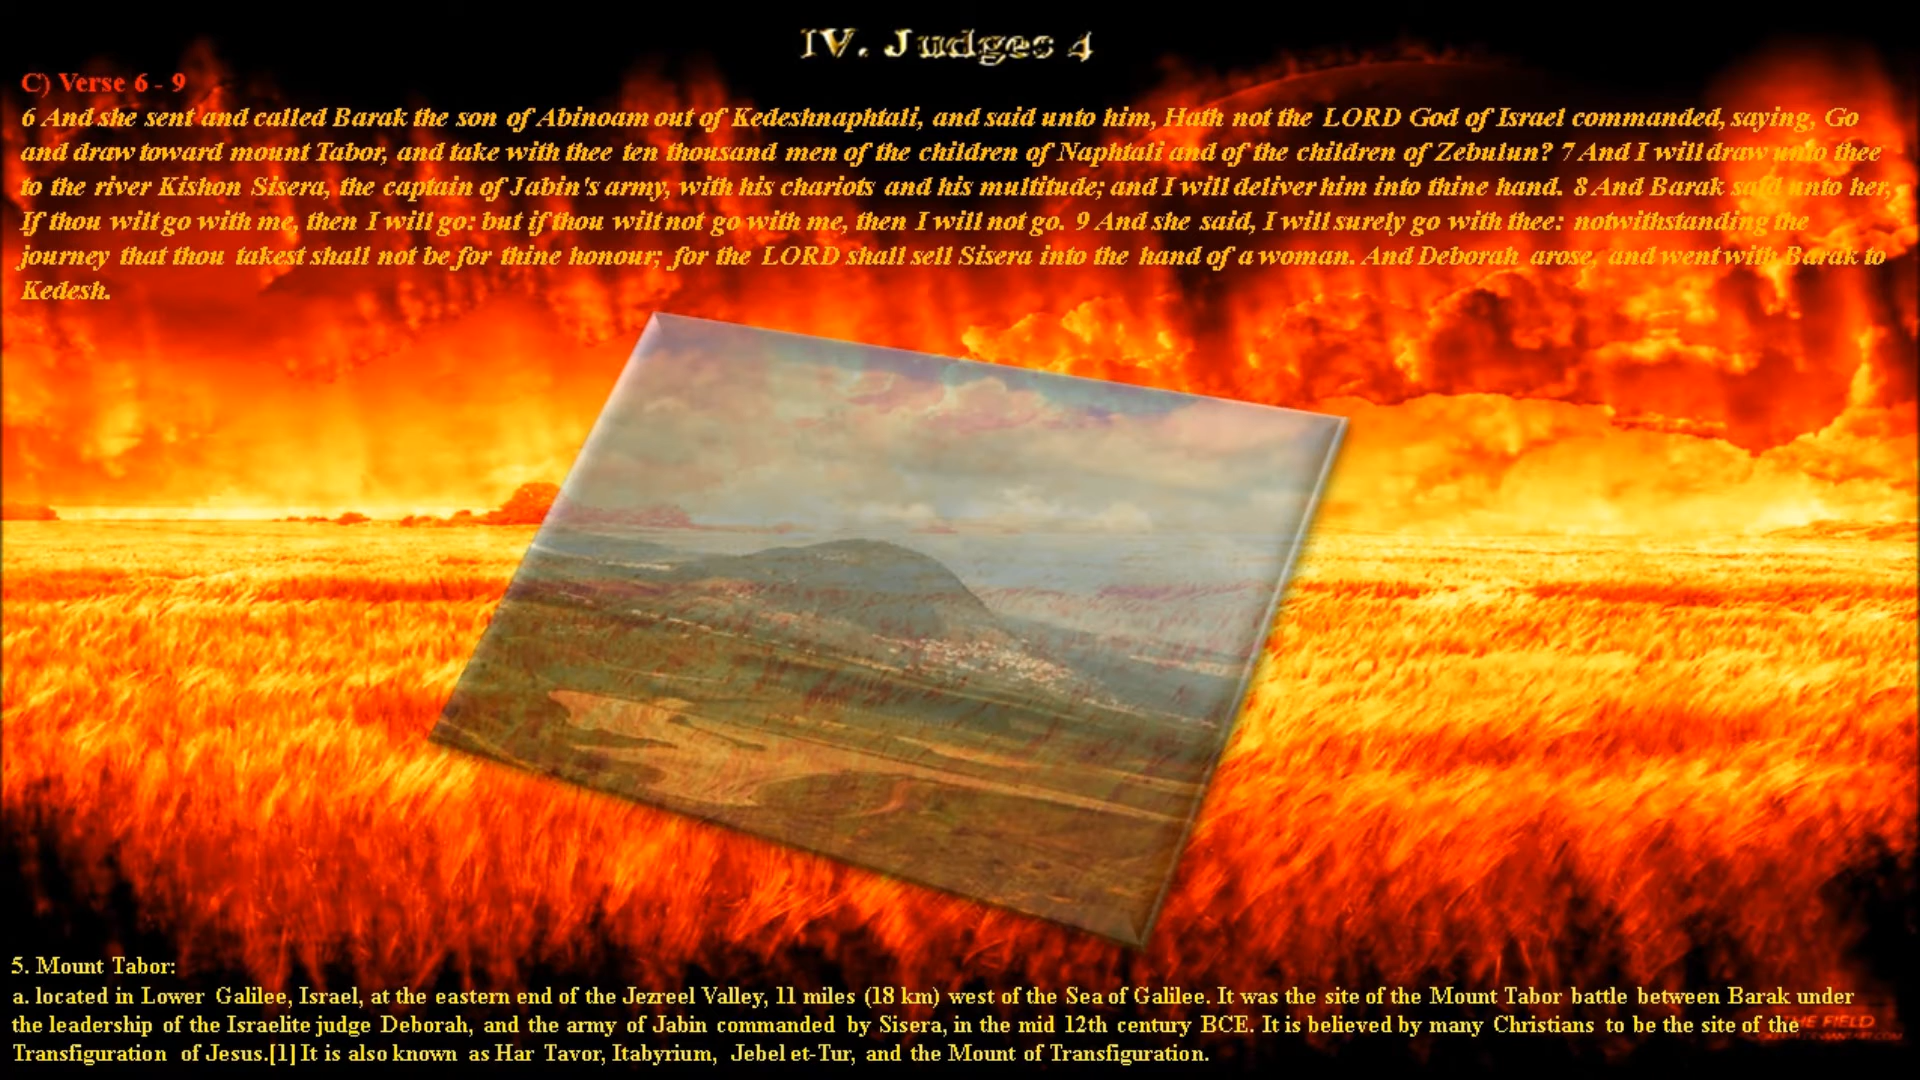 IV. Judges 4
C) Verse 6 - 9
6 And she sent and called Barak the son of Abinoam out of Kedeshnaphtali, and said unto him, Hath not the LORD God of Israel commanded, saying, Go
and draw toward mount Tabor, and take with thee ten thousand men of the children of Naphtali and of the children of Zebulun? 7 And I will draw unto thee
to the river Kishon Sisera, the captain of Jabin's army, with his chariots and his multitude; and I will deliver him into thine hand. 8 And Barak said unto her,
If thou wilt go with me, then I will go: but if thou wilt not go with me, then I will not go. 9 And she said, I will surely go with thee: notwithstanding the
journey that thou takest shall not be for thine honour; for the LORD shall sell Sisera into the hand of a woman. And Deborah arose, and went with Barak to
Kedesh.
5. Mount Tabor:
a. located in Lower Galilee, Israel, at the eastern end of the Jezreel Valley, 11 miles (18 km) west of the Sea of Galilee. It was the site of the Mount Tabor battle between Barak under
the leadership of the Israelite judge Deborah, and the army of Jabin commanded by Sisera, in the mid 12th century BCE. It is believed by many Christians to be the site of the
Transfiguration of Jesus.[1] It is also known as Har Tavor, Itabyrium, Jebel et-Tur, and the Mount of Transfiguration.
FIELD